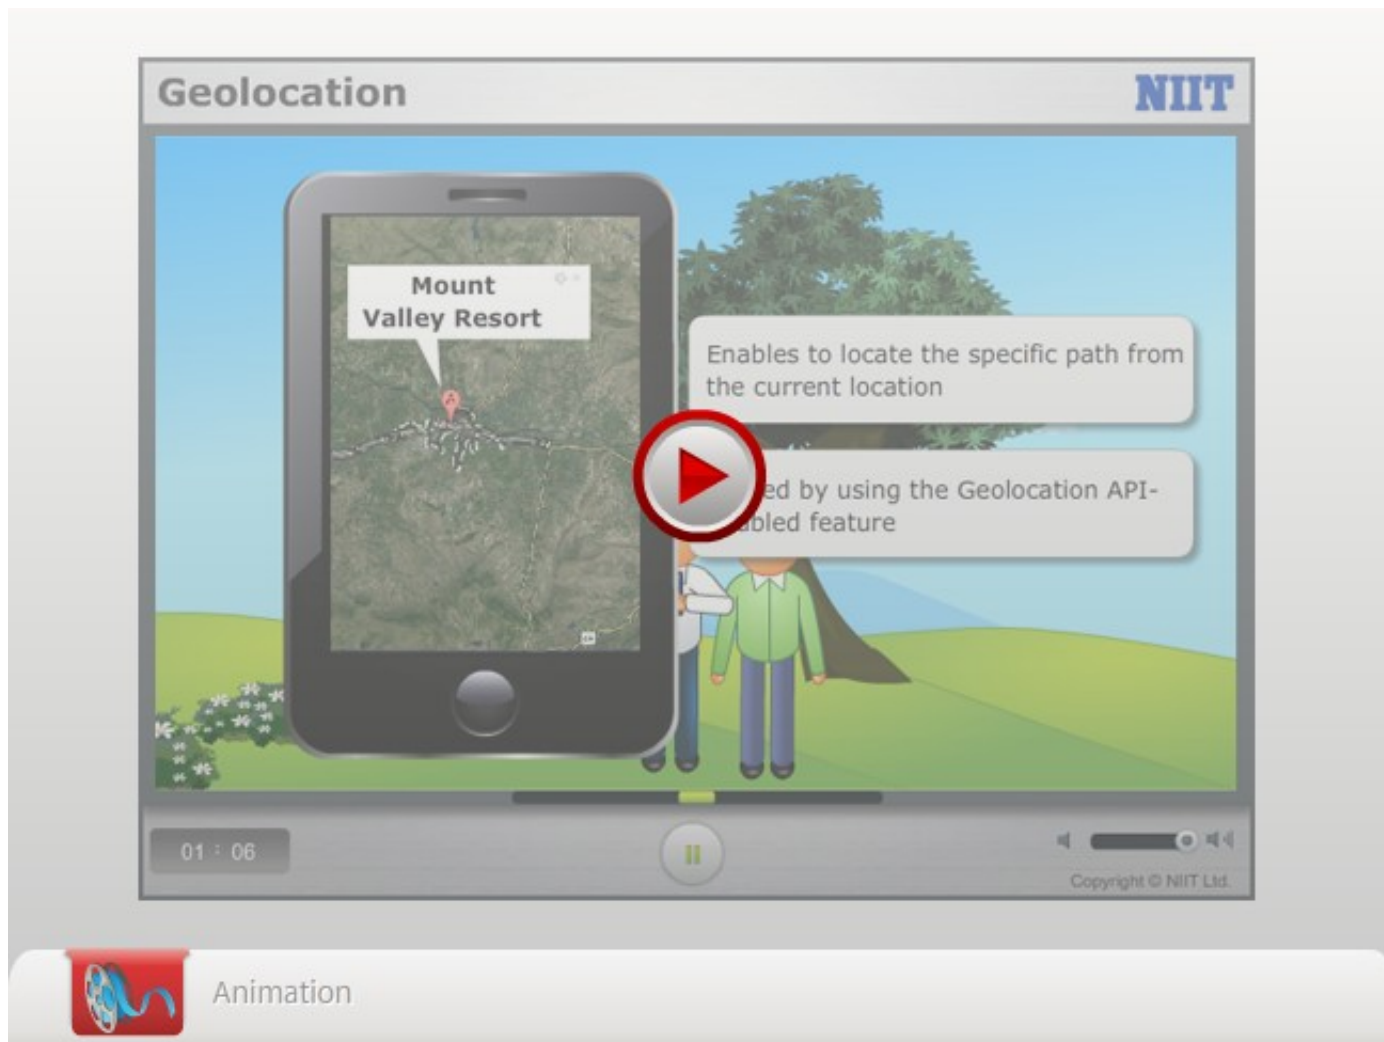 Geolocation
NIIT
Mount
Valley Resort
A
Enables to locate the specific path from
the current location
by using the Geolocation API-
feature
01 : 06
Copyright © NIIT Ltd.
Animation